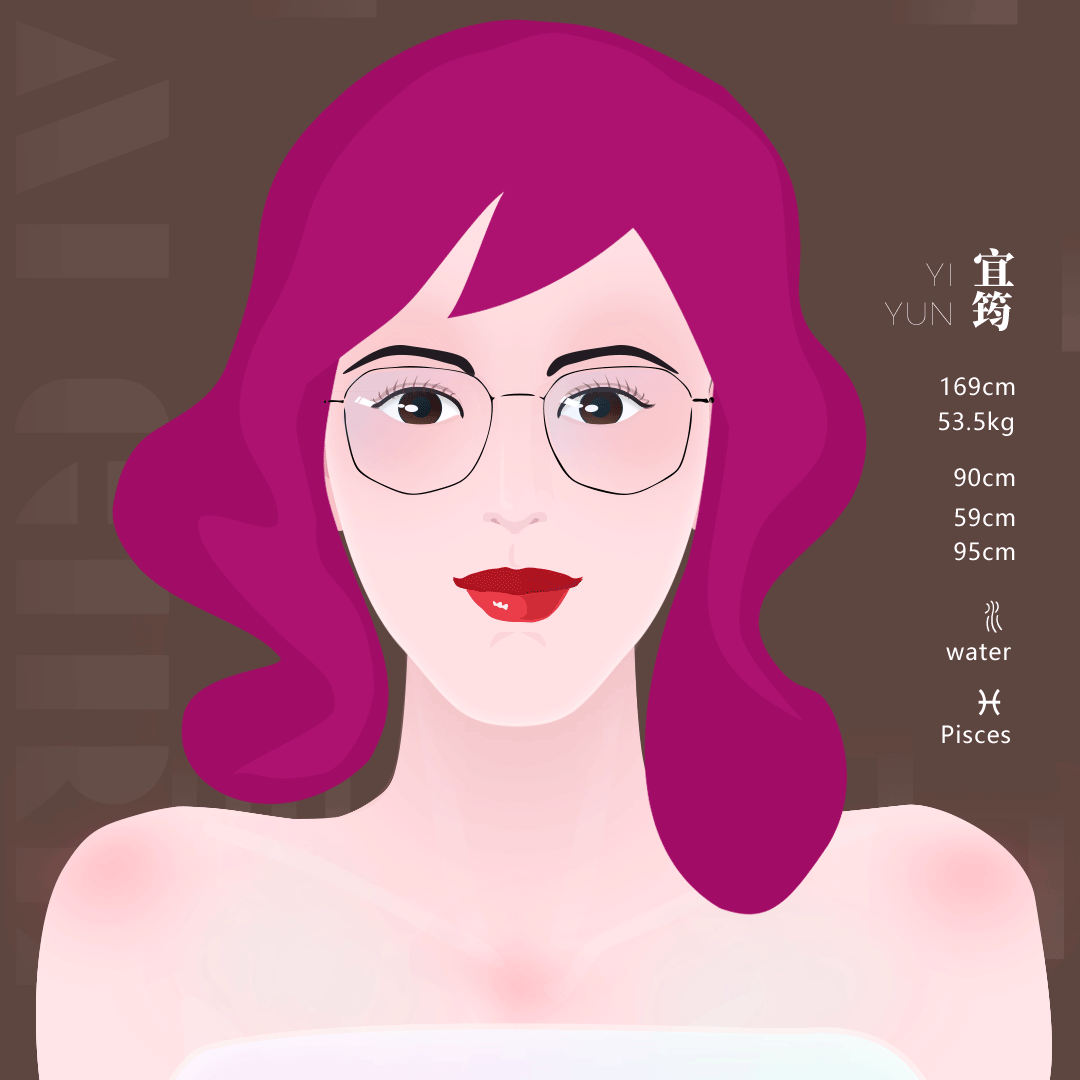 YI
YUN
宜
筠
169cm
53.5kg
90cm
59cm
95cm
water
Pisces